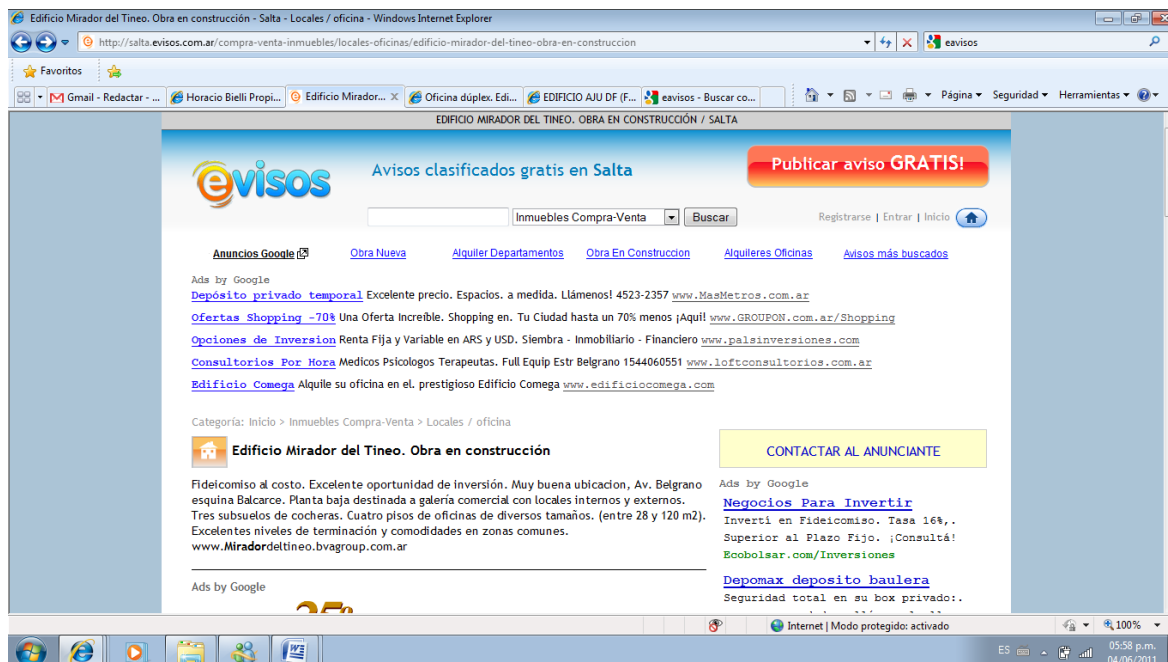 Edificio Mirador del Tineo. Obra en construcción - Salta - Locales / oficina - Windows Internet Explorer
http://salta.evisos.com.ar/compra-venta-inmuebles/locales-oficinas/edificio-mirador-del-tineo-obra-en-construccion
eavisos
Favoritos
Gmail - Redactar - ... Horacio Bielli Propi... Edificio Mirador... X Oficina dúplex. Edi... EDIFICIO AJU DF (F... eavisos - Buscar co... Página Seguridad Herramientas
EDIFICIO MIRADOR DEL TINEO. OBRA EN CONSTRUCCIÓN / SALTA
evisos
Avisos clasificados gratis en Salta
Publicar aviso GRATIS!
Inmuebles Compra-Venta Buscar
Registrarse | Entrar | Inicio
Anuncios Google Obra Nueva Alquiler Departamentos Obra En Construccion Alquileres Oficinas Avisos más buscados
Ads by Google
Depósito privado temporal Excelente precio. Espacios. a medida. Llámenos! 4523-2357 www.MasMetros.com.ar
Ofertas Shopping -70% Una Oferta Increíble. Shopping en. Tu Ciudad hasta un 70% menos ¡Aqui! www.GROUPON.com.ar/Shopping
Opciones de Inversion Renta Fija y Variable en ARS y USD. Siembra - Inmobiliario - Financiero www.palsinversiones.com
Consultorios Por Hora Medicos Psicologos Terapeutas. Full Equip Estr Belgrano 1544060551 www.loftconsultorios.com.ar
Edificio Comega Alquile su oficina en el. prestigioso Edificio Comega www.edificiocomega.com
Categoría: Inicio > Inmuebles Compra-Venta > Locales / oficina
Edificio Mirador del Tineo. Obra en construcción
Fideicomiso al costo. Excelente oportunidad de inversión. Muy buena ubicacion, Av. Belgrano
esquina Balcarce. Planta baja destinada a galería comercial con locales internos y externos.
Tres subsuelos de cocheras. Cuatro pisos de oficinas de diversos tamaños. (entre 28 y 120 m2).
Excelentes niveles de terminación y comodidades en zonas comunes.
www.Miradordeltineo.bvagroup.com.ar
Ads by Google
CONTACTAR AL ANUNCIANTE
Ads by Google
Negocios Para Invertir
Invertí en Fideicomiso. Tasa 16%,.
Superior al Plazo Fijo. ¡Consultá!
Ecobolsar.com/Inversiones
Depomax deposito baulera
Seguridad total en su box privado:.
Internet | Modo protegido: activado
100%
ES
05:58 p.m.
04/06/2011